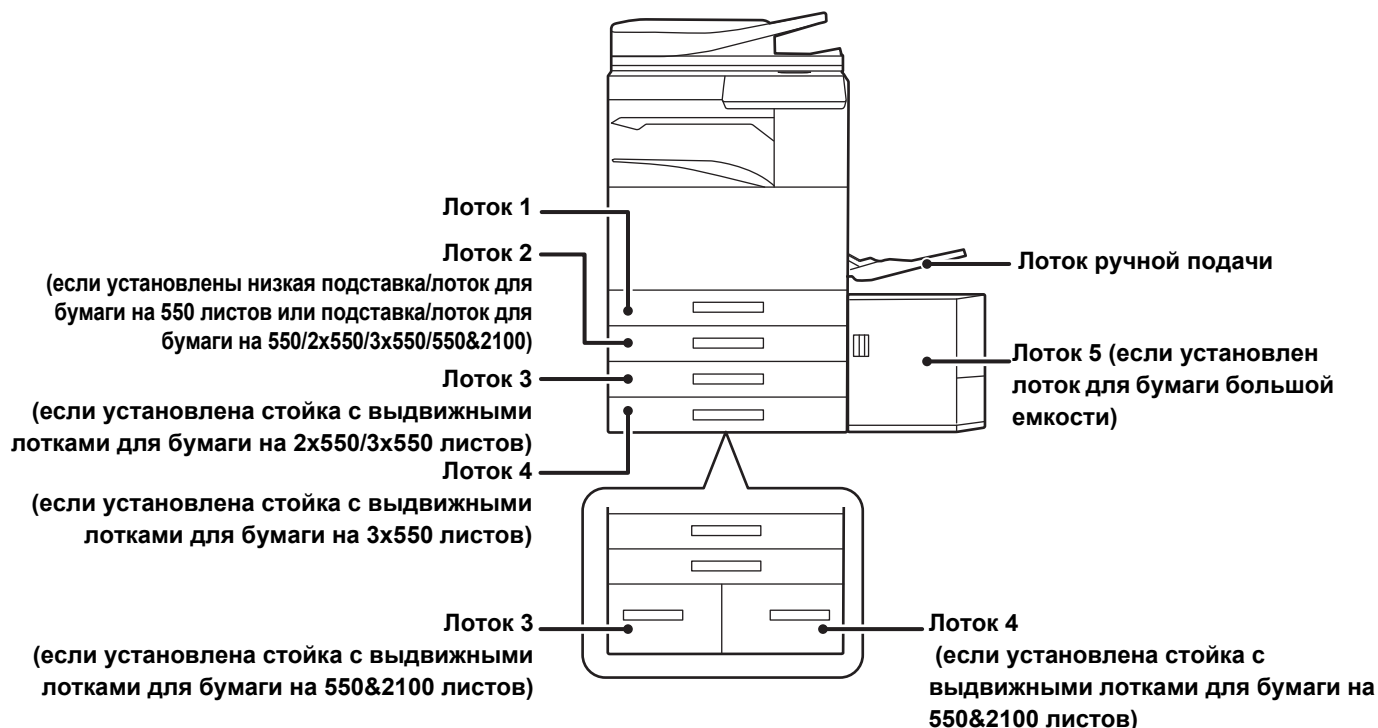 Лоток 1
Лоток 2
(если установлены низкая подставка/лоток для
бумаги на 550 листов или подставка/лоток для
бумаги на 550/2x550/3x550/550&2100)
Лоток 3
(если установлена стойка с выдвижными
лотками для бумаги на 2x550/3x550 листов)
Лоток 4
(если установлена стойка с выдвижными
лотками для бумаги на 3x550 листов)
Лоток ручной подачи
Лоток 5 (если установлен
лоток для бумаги большой
емкости)
Лоток 3
(если установлена стойка с выдвижными
лотками для бумаги на 550&2100 листов)
Лоток 4
(если установлена стойка с
выдвижными лотками для бумаги на
550&2100 листов)